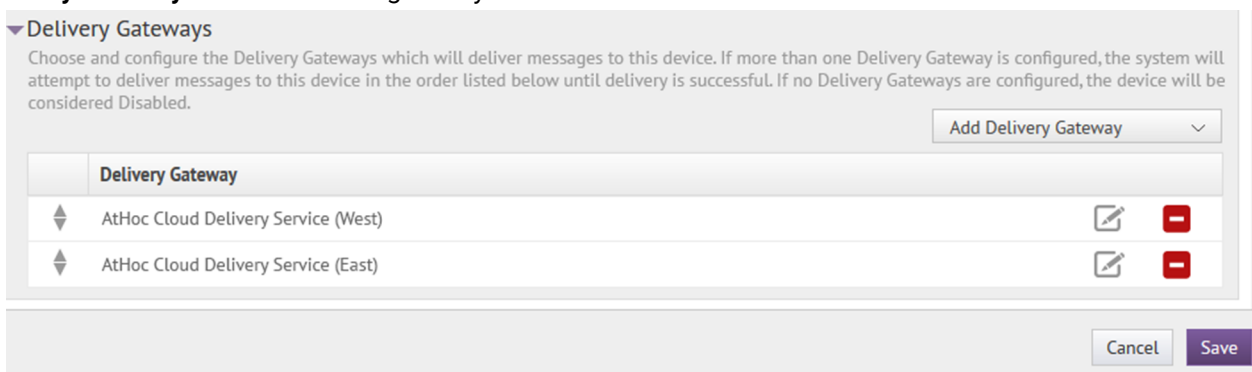 Delivery Gateways
Choose and configure the Delivery Gateways which will deliver messages to this device. If more than one Delivery Gateway is configured, the system will
attempt to deliver messages to this device in the order listed below until delivery is successful. If no Delivery Gateways are configured, the device will be
considered Disabled.
Add Delivery Gateway
Delivery Gateway
AtHoc Cloud Delivery Service (West)
AtHoc Cloud Delivery Service (East)
Cancel Save